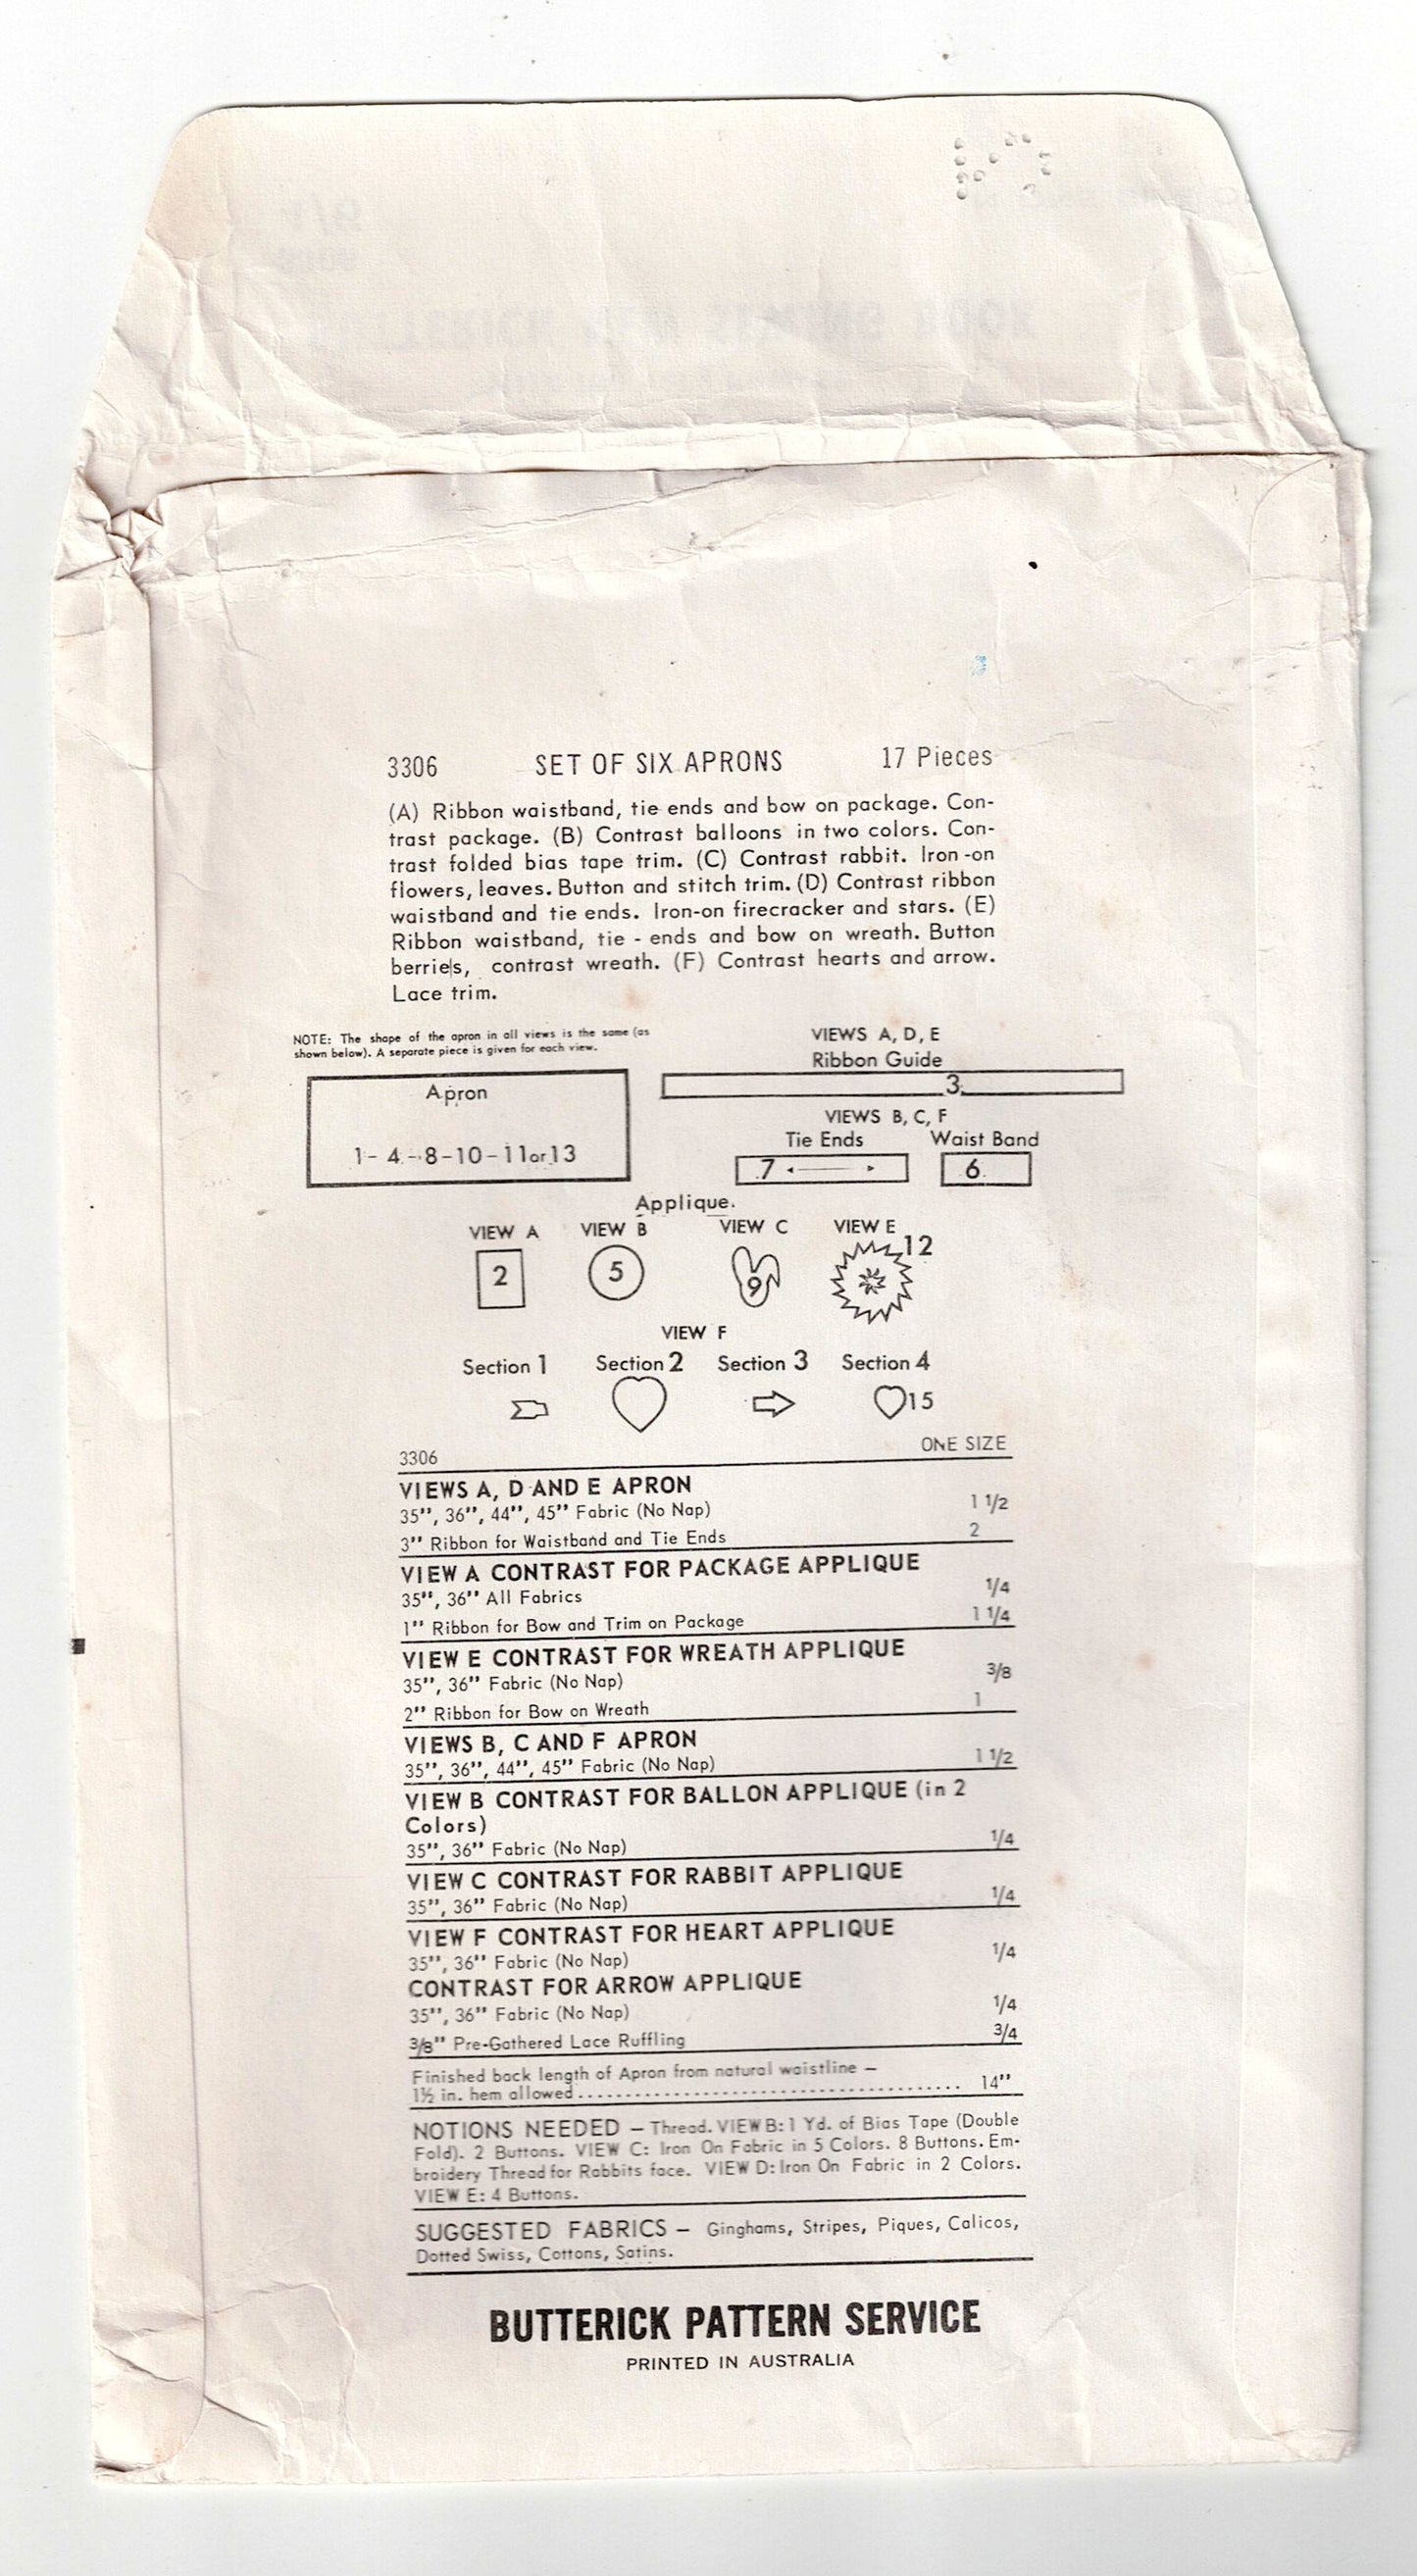 3306 SET OF SIX APRONS 17 Pieces
(A) Ribbon waistband, tie ends and bow on package. Con-
trast package. (B) Contrast balloons in two colors. Con-
trast folded bias tape trim. (C) Contrast rabbit. Iron-on
flowers, leaves. Button and stitch trim. (D) Contrast ribbon
waistband and tie ends. Iron-on firecracker and stars. (E)
Ribbon waistband, tie - ends and bow on wreath. Button
berries, contrast wreath. (F) Contrast hearts and arrow.
Lace trim.
NOTE: The shape of the apron in all views is the same (as
shown below). A separate piece is given for each view.
Apron
1-4-8-10-11or13
VIEWS A, D, E
Ribbon Guide
3
VIEWS B, C, F
Tie Ends Waist Band
7 6
Applique.
VIEW A VIEW B VIEW C VIEW E
2 5 9 12
VIEW F
Section 1 Section 2 Section 3 Section 4
15
3306 ONE SIZE
VIEWS A, D AND E APRON
35", 36", 44", 45" Fabric (No Nap) 1 1/2
3" Ribbon for Waistband and Tie Ends 2
VIEW A CONTRAST FOR PACKAGE APPLIQUE
35", 36" All Fabrics 1/4
1" Ribbon for Bow and Trim on Package 1 1/4
VIEW E CONTRAST FOR WREATH APPLIQUE
35", 36" Fabric (No Nap) 3/8
2" Ribbon for Bow on Wreath 1
VIEWS B, C AND F APRON
35", 36", 44", 45" Fabric (No Nap) 1 1/2
VIEW B CONTRAST FOR BALLON APPLIQUE (in 2
Colors)
35", 36" Fabric (No Nap) 1/4
VIEW C CONTRAST FOR RABBIT APPLIQUE
35", 36" Fabric (No Nap) 1/4
VIEW F CONTRAST FOR HEART APPLIQUE
35", 36" Fabric (No Nap) 1/4
CONTRAST FOR ARROW APPLIQUE
35", 36" Fabric (No Nap) 1/4
3/8" Pre-Gathered Lace Ruffling 3/4
Finished back length of Apron from natural waistline —
1½ in. hem allowed........................................ 14"
NOTIONS NEEDED — Thread. VIEW B: 1 Yd. of Bias Tape (Double
Fold). 2 Buttons. VIEW C: Iron On Fabric in 5 Colors. 8 Buttons. Em-
broidery Thread for Rabbits face. VIEW D: Iron On Fabric in 2 Colors.
VIEW E: 4 Buttons.
SUGGESTED FABRICS — Ginghams, Stripes, Piques, Calicos,
Dotted Swiss, Cottons, Satins.
BUTTERICK PATTERN SERVICE
PRINTED IN AUSTRALIA